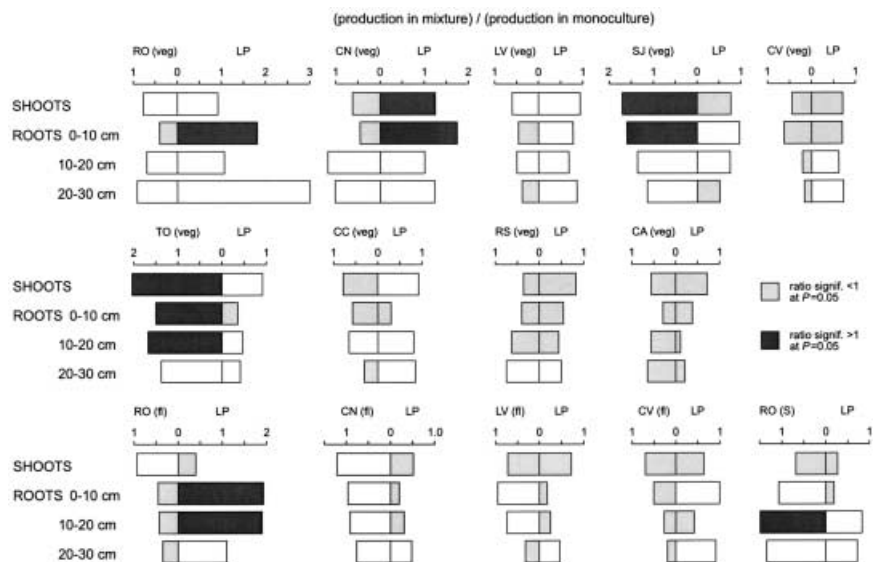 (production in mixture) / (production in monoculture)
RO (veg) LP CN (veg) LP LV (veg) LP SJ (veg) LP CV (veg) LP
1 0 1 2 3 1 0 1 2 1 0 1 2 1 0 1 1 0 1
SHOOTS
ROOTS 0-10 cm
10-20 cm
20-30 cm
TO (veg) LP CC (veg) LP RS (veg) LP CA (veg) LP
2 1 0 1 1 0 1 1 0 1 1 0 1
SHOOTS
ratio signif. <1
at P=0.05
ROOTS 0-10 cm
ratio signif. >1
at P=0.05
10-20 cm
20-30 cm
RO (fl) LP CN (fl) LP LV (fl) LP CV (fl) LP RO (S) LP
1 0 1 2 1 0 1.0 1 0 1 1 0 1 1 0 1
SHOOTS
ROOTS 0-10 cm
10-20 cm
20-30 cm